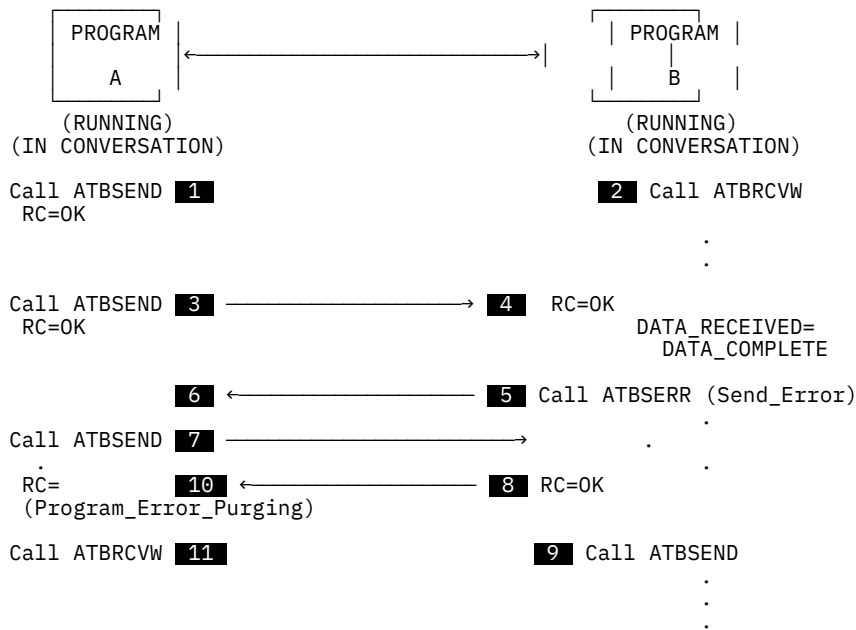 PROGRAM PROGRAM
A B
(RUNNING) (RUNNING)
(IN CONVERSATION) (IN CONVERSATION)
Call ATBSEND 1 2 Call ATBRCVW
RC=OK
.
.
Call ATBSEND 3 4 RC=OK
RC=OK DATA_RECEIVED=
DATA_COMPLETE
6 5 Call ATBSERR (Send_Error)
.
Call ATBSEND 7 .
. .
RC= 10 8 RC=OK
(Program_Error_Purging)
Call ATBRCVW 11 9 Call ATBSEND
.
.
.